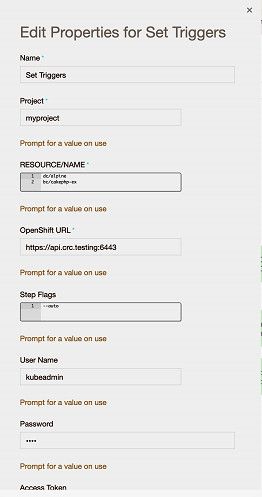 ×
Edit Properties for Set Triggers
Name *
Set Triggers
Project *
myproject
Prompt for a value on use
RESOURCE/NAME *
1 dc/alpine
2 bc/cakephp-ex
Prompt for a value on use
OpenShift URL *
https://api.crc.testing:6443
Prompt for a value on use
Step Flags
1 --auto
Prompt for a value on use
User Name
kubeadmin
Prompt for a value on use
Password
••••
Prompt for a value on use
Access Token